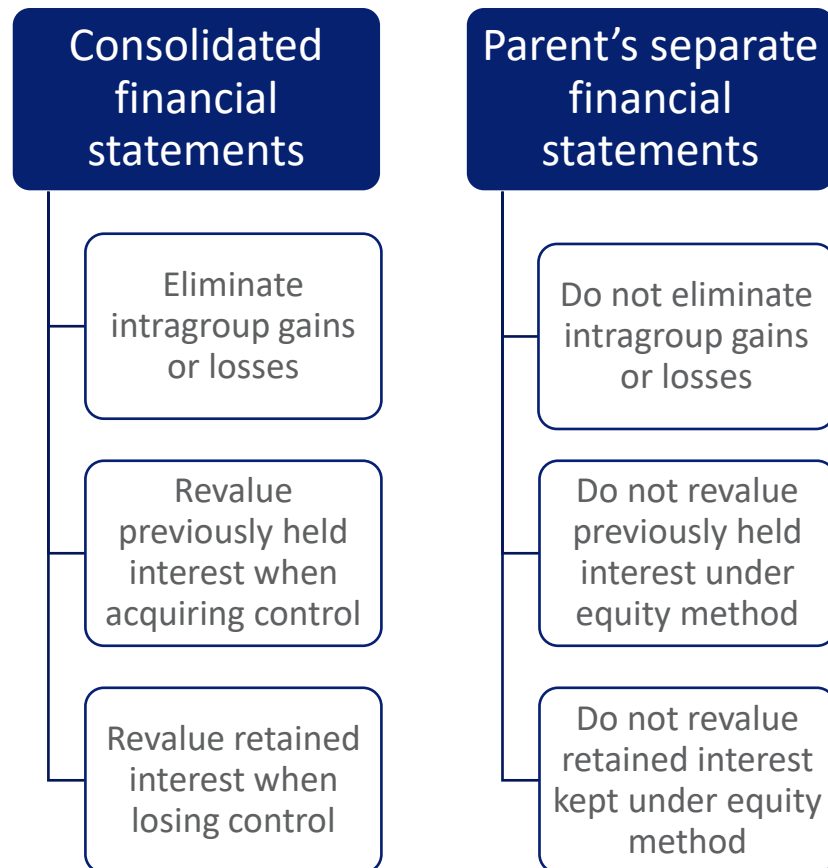 Consolidated
financial
statements
Eliminate
intragroup gains
or losses
Revalue
previously held
interest when
acquiring control
Revalue retained
interest when
losing control
Parent’s separate
financial
statements
Do not eliminate
intragroup gains
or losses
Do not revalue
previously held
interest under
equity method
Do not revalue
retained interest
kept under equity
method